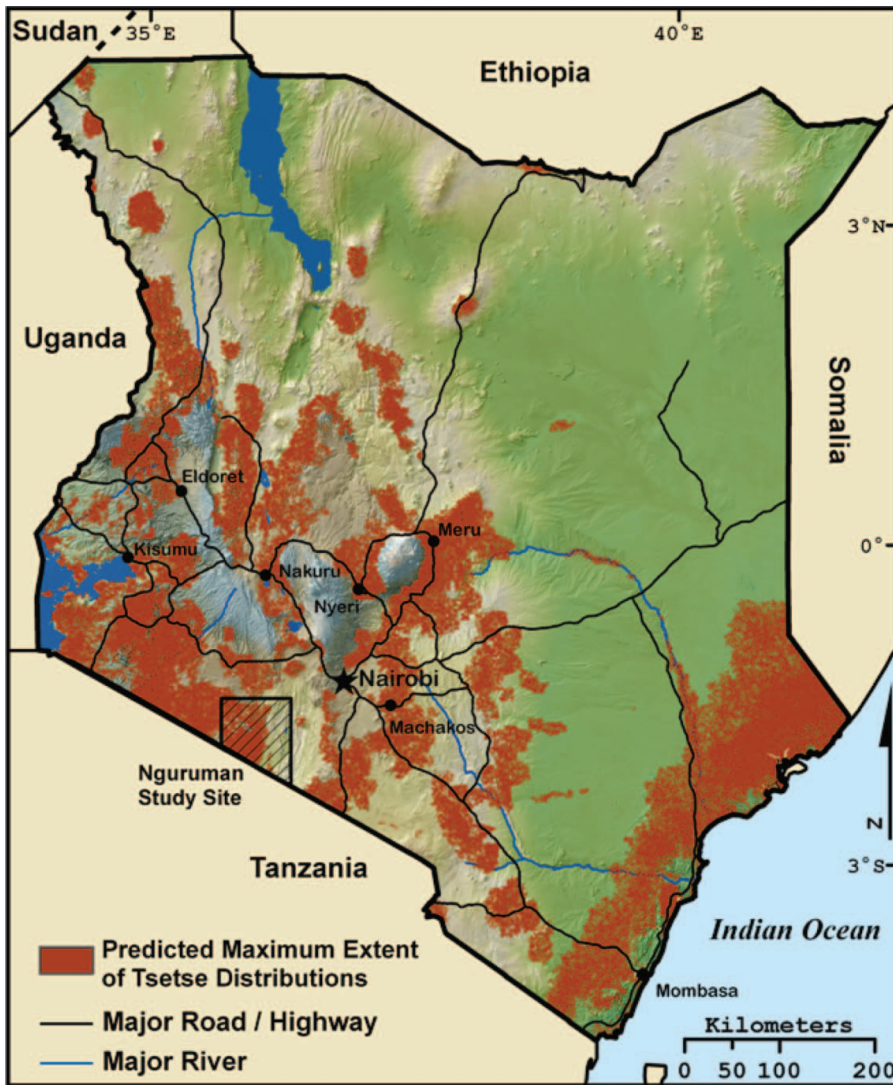 Sudan
35°E
40°E
Ethiopia
3°N
Uganda
Somalia
Eldoret
Meru
0°
Kisumu
Nakuru
Nyeri
Nairobi
Machakos
Nguruman
Study Site
N
Tanzania
3°S
Indian Ocean
Predicted Maximum Extent
of Tsetse Distributions
Mombasa
Major Road / Highway
Kilometers
Major River
0 50 100 200